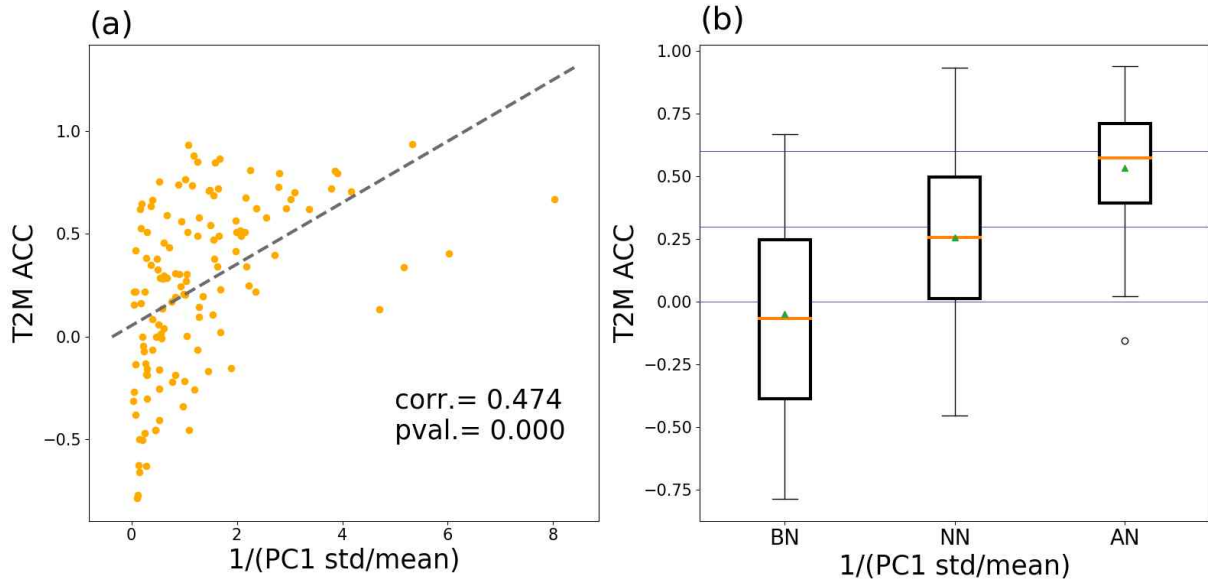 (a)
T2M ACC
1.0
0.5
0.0
−0.5
corr.= 0.474
pval.= 0.000
0 2 4 6 8
1/(PC1 std/mean)
(b)
T2M ACC
1.00
0.75
0.50
0.25
0.00
−0.25
−0.50
−0.75
BN NN AN
1/(PC1 std/mean)